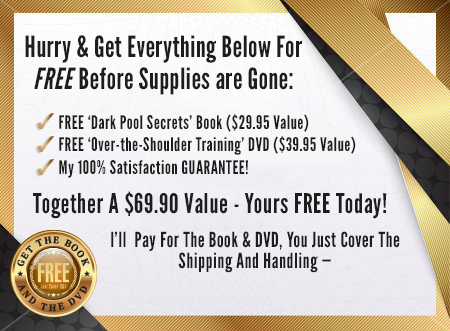 Hurry & Get Everything Below For
FREE Before Supplies are Gone:
FREE ‘Dark Pool Secrets’ Book ($29.95 Value)
FREE ‘Over-the-Shoulder Training’ DVD ($39.95 Value)
My 100% Satisfaction GUARANTEE!
Together A $69.90 Value - Yours FREE Today!
I’ll Pay For The Book & DVD, You Just Cover The
Shipping And Handling –
GET THE BOOK
FREE
Just Cover S&H
AND THE DVD